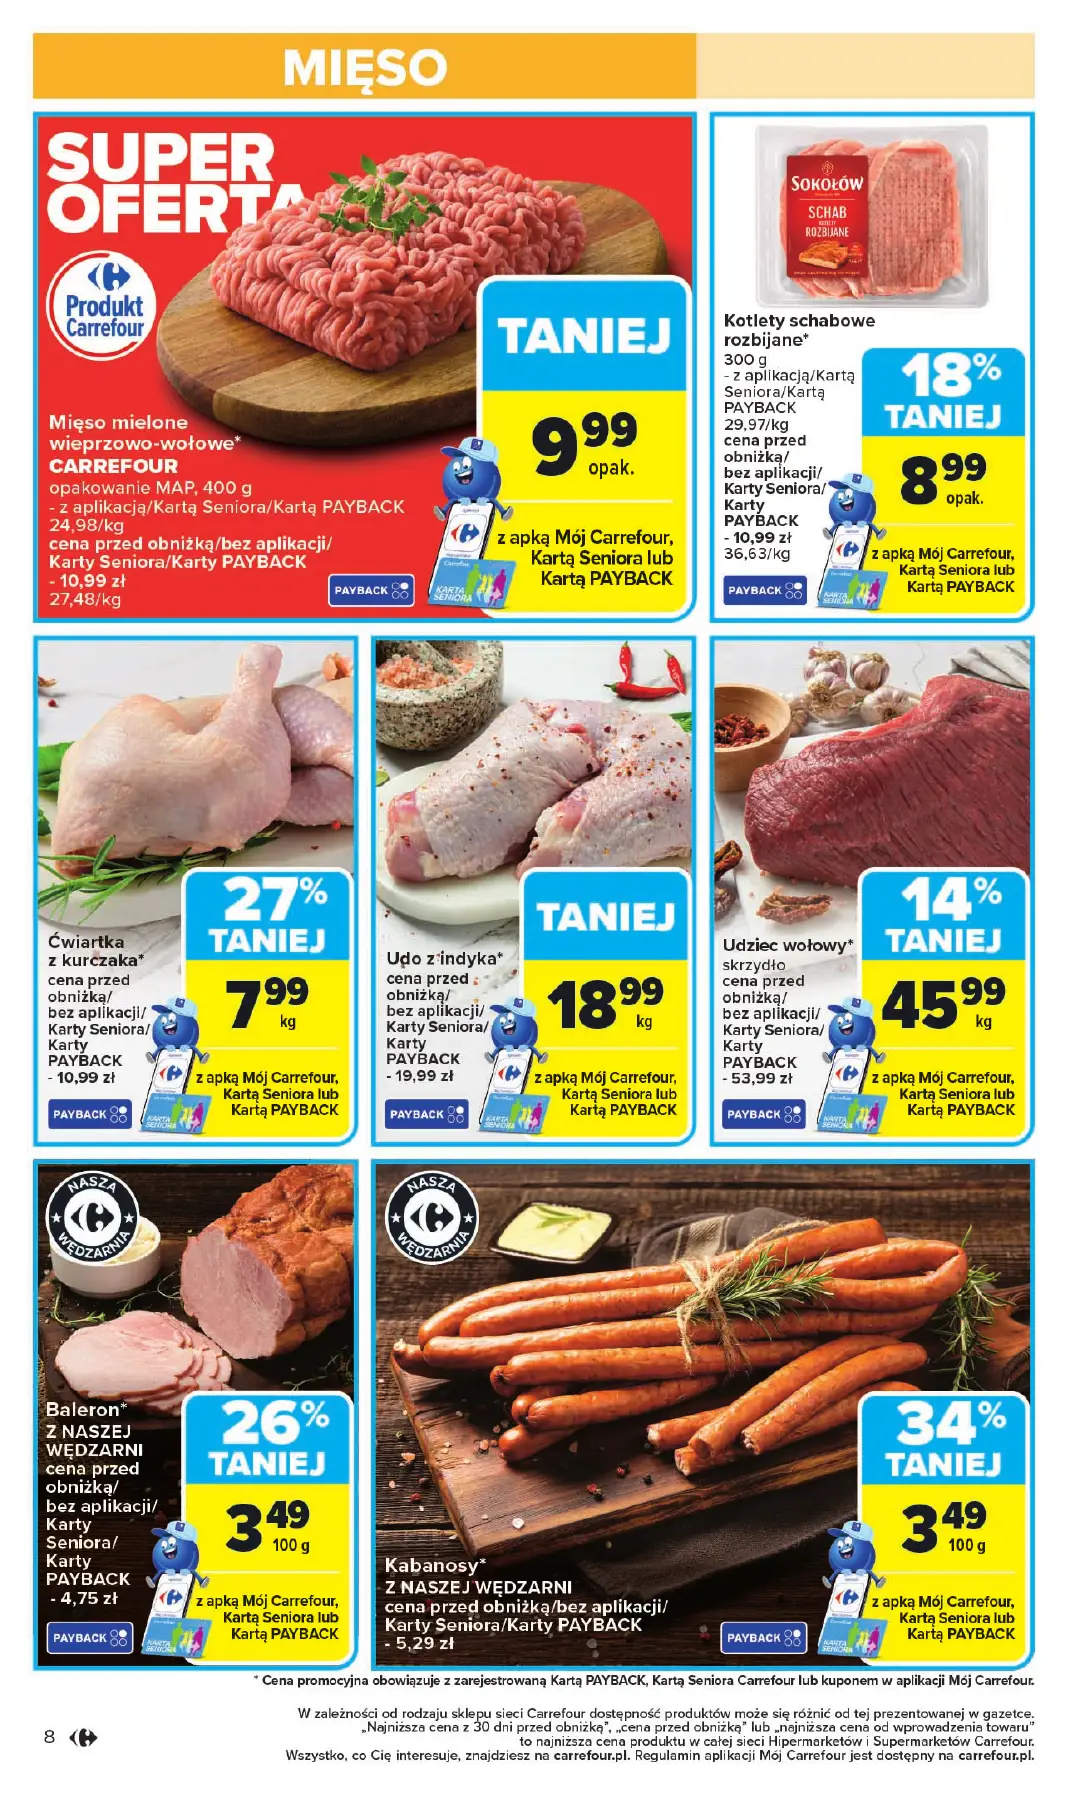 MIĘSO
SUPER
OFERTA
Produkt
Carrefour
Mięso mielone
wieprzowo-wołowe*
CARREFOUR
opakowanie MAP, 400 g
- z aplikacją/Kartą Seniora/Kartą PAYBACK
24,98/kg
cena przed obniżką/bez aplikacji/
Karty Seniora/Karty PAYBACK
- 10,99 zł
27,48/kg
PAYBACK
TANIEJ
9 99
opak.
KARTA
SENIORA
z apką Mój Carrefour,
Kartą Seniora lub
Kartą PAYBACK
SOKOŁÓW
SCHAB
ROZBIJANE
Kotlety schabowe
rozbijane*
300 g
- z aplikacją/Kartą
Seniora/Kartą
PAYBACK
29,97/kg
cena przed
obniżką/
bez aplikacji/
Karty Seniora/
Karty
PAYBACK
- 10,99 zł
36,63/kg
PAYBACK
18%
TANIEJ
8 99
opak.
KARTA
SENIORA
z apką Mój Carrefour,
Kartą Seniora lub
Kartą PAYBACK
Ćwiartka
z kurczaka*
cena przed
obniżką/
bez aplikacji/
Karty Seniora/
Karty
PAYBACK
- 10,99 zł
PAYBACK
27%
TANIEJ
7 99
kg
KARTA
SENIORA
z apką Mój Carrefour,
Kartą Seniora lub
Kartą PAYBACK
Udo z indyka*
cena przed
obniżką/
bez aplikacji/
Karty Seniora/
Karty
PAYBACK
- 19,99 zł
PAYBACK
TANIEJ
18 99
kg
KARTA
SENIORA
z apką Mój Carrefour,
Kartą Seniora lub
Kartą PAYBACK
Udziec wołowy*
skrzydło
cena przed
obniżką/
bez aplikacji/
Karty Seniora/
Karty
PAYBACK
- 53,99 zł
PAYBACK
14%
TANIEJ
45 99
kg
KARTA
SENIORA
z apką Mój Carrefour,
Kartą Seniora lub
Kartą PAYBACK
NASZA
WĘDZARNIA
Baleron*
Z NASZEJ
WĘDZARNI
cena przed
obniżką/
bez aplikacji/
Karty
Seniora/
Karty
PAYBACK
- 4,75 zł
PAYBACK
26%
TANIEJ
3 49
100 g
KARTA
SENIORA
z apką Mój Carrefour,
Kartą Seniora lub
Kartą PAYBACK
NASZA
WĘDZARNIA
Kabanosy*
Z NASZEJ WĘDZARNI
cena przed obniżką/bez aplikacji/
Karty Seniora/Karty PAYBACK
- 5,29 zł
PAYBACK
34%
TANIEJ
3 49
100 g
KARTA
SENIORA
z apką Mój Carrefour,
Kartą Seniora lub
Kartą PAYBACK
* Cena promocyjna obowiązuje z zarejestrowaną Kartą PAYBACK, Kartą Seniora Carrefour lub kuponem w aplikacji Mój Carrefour.
W zależności od rodzaju sklepu sieci Carrefour dostępność produktów może się różnić od tej prezentowanej w gazetce.
„Najniższa cena z 30 dni przed obniżką”, „cena przed obniżką” lub „najniższa cena od wprowadzenia towaru”
to najniższa cena produktu w całej sieci Hipermarketów i Supermarketów Carrefour.
Wszystko, co Cię interesuje, znajdziesz na carrefour.pl. Regulamin aplikacji Mój Carrefour jest dostępny na carrefour.pl.
8